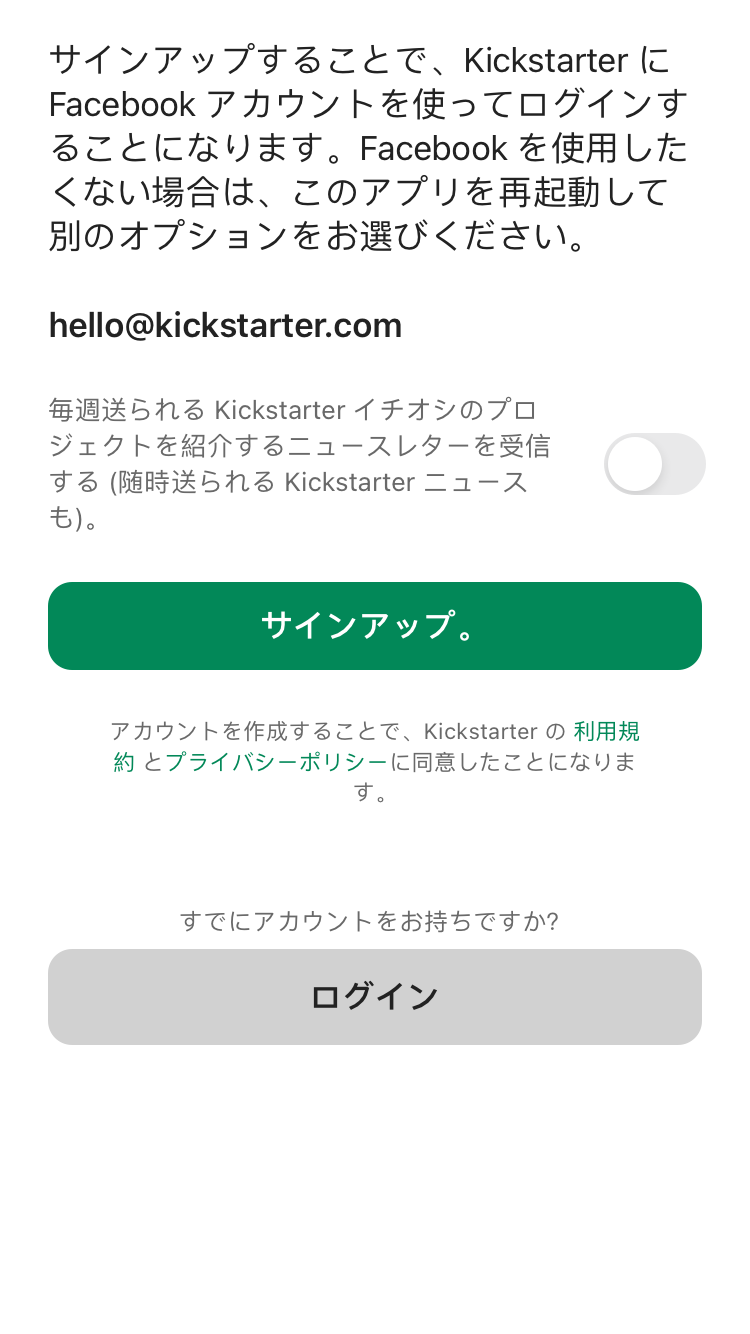 サインアップすることで、Kickstarter に
Facebook アカウントを使ってログインす
ることになります。Facebook を使用した
くない場合は、このアプリを再起動して
別のオプションをお選びください。
hello@kickstarter.com
毎週送られる Kickstarter イチオシのプロ
ジェクトを紹介するニュースレターを受信
する (随時送られる Kickstarter ニュース
も)。
サインアップ。
アカウントを作成することで、Kickstarter の 利用規
約 とプライバシーポリシーに同意したことになりま
す。
すでにアカウントをお持ちですか?
ログイン